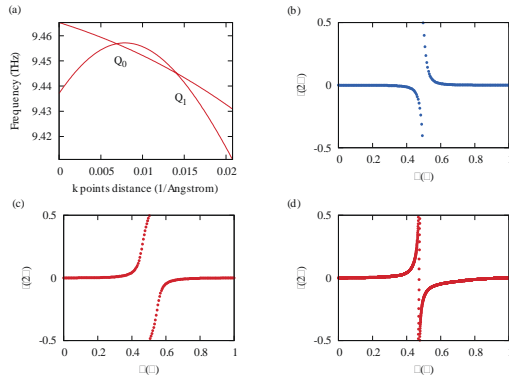 (a)
9.46
9.45
9.44
9.43
9.42
Frequency (THz)
Q0
Q1
0 0.005 0.01 0.015 0.02
k points distance (1/Angstrom)
(b)
0.5
0
-0.5
□(2□)
0 0.2 0.4 0.6 0.8 1
□(□)
(c)
0.5
0
-0.5
□(2□)
0 0.2 0.4 0.6 0.8 1
□(□)
(d)
0.5
0
-0.5
□(2□)
0 0.2 0.4 0.6 0.8 1
□(□)